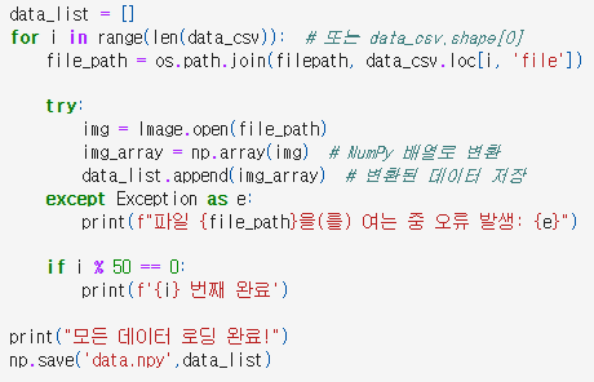 data_list = []
for i in range(len(data_csv)):  # 또는 data_csv.shape[0]
    file_path = os.path.join(filepath, data_csv.loc[i, 'file'])
    try:
        img = Image.open(file_path)
        img_array = np.array(img)  # NumPy 배열로 변환
        data_list.append(img_array)  # 변환된 데이터 저장
    except Exception as e:
        print(f"파일 {file_path}을(를) 여는 중 오류 발생: {e}")
    if i % 50 == 0:
        print(f'{i} 번째 완료')
print("모든 데이터 로딩 완료!")
np.save('data.npy',data_list)